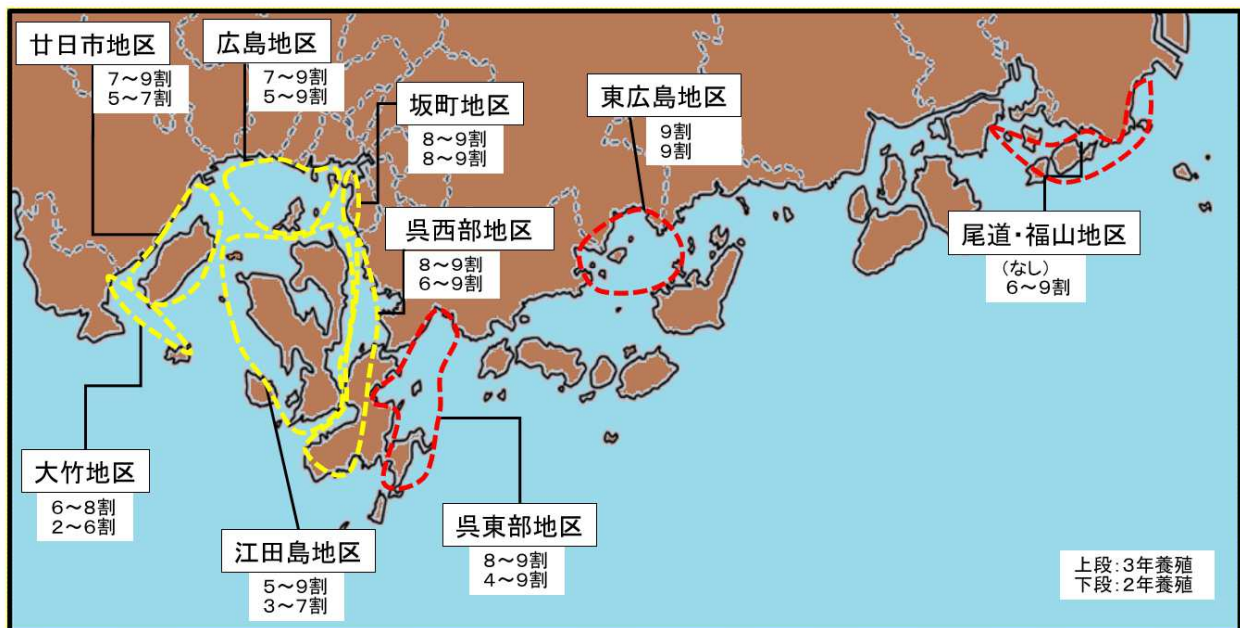 廿日市地区
7～9割
5～7割
広島地区
7～9割
5～9割
坂町地区
8～9割
8～9割
東広島地区
9割
9割
呉西部地区
8～9割
6～9割
尾道・福山地区
(なし)
6～9割
大竹地区
6～8割
2～6割
江田島地区
5～9割
3～7割
呉東部地区
8～9割
4～9割
上段:3年養殖
下段:2年養殖